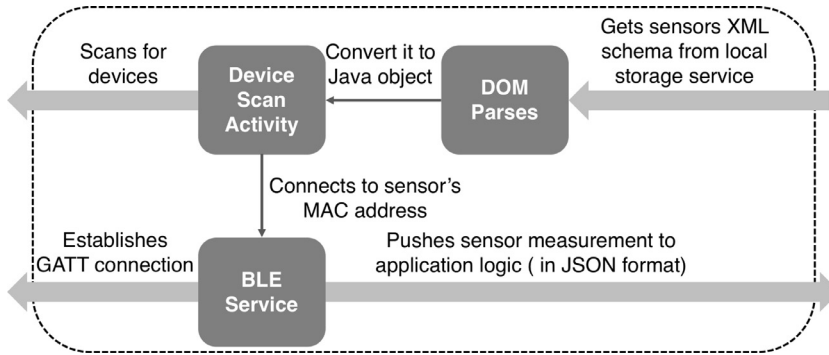 Scans for
devices
Device
Scan
Activity
Convert it to
Java object
DOM
Parses
Gets sensors XML
schema from local
storage service
Connects to sensor’s
MAC address
Establishes
GATT connection
BLE
Service
Pushes sensor measurement to
application logic ( in JSON format)